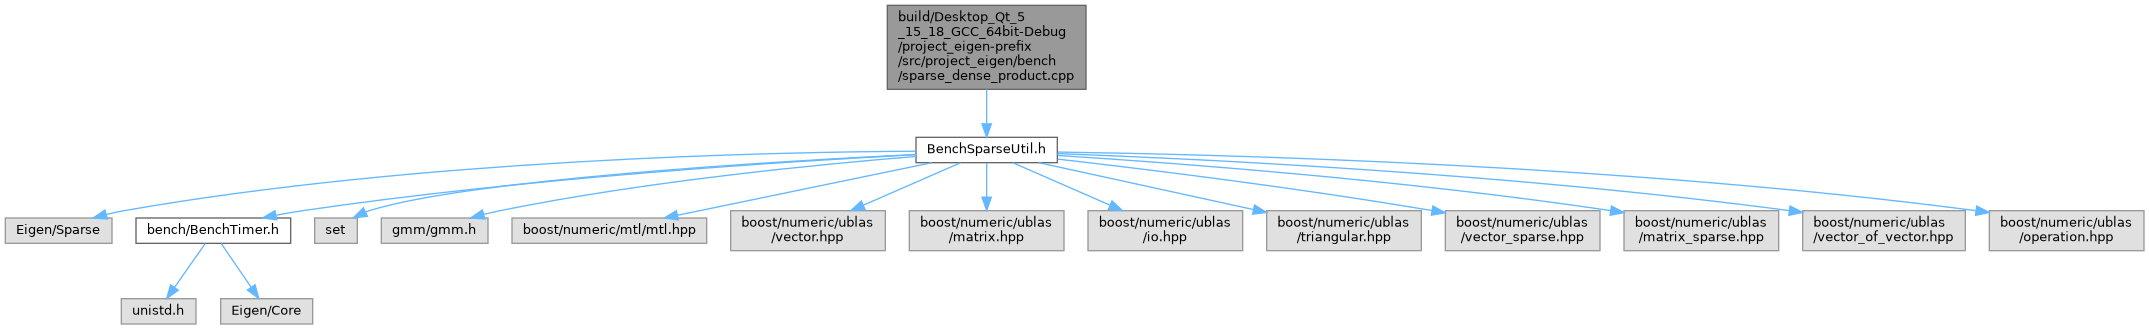 build/Desktop_Qt_5
_15_18_GCC_64bit-Debug
/project_eigen-prefix
/src/project_eigen/bench
/sparse_dense_product.cpp
BenchSparseUtil.h
Eigen/Sparse
bench/BenchTimer.h
set
gmm/gmm.h
boost/numeric/mtl/mtl.hpp
boost/numeric/ublas
/vector.hpp
boost/numeric/ublas
/matrix.hpp
boost/numeric/ublas
/io.hpp
boost/numeric/ublas
/triangular.hpp
boost/numeric/ublas
/vector_sparse.hpp
boost/numeric/ublas
/matrix_sparse.hpp
boost/numeric/ublas
/vector_of_vector.hpp
boost/numeric/ublas
/operation.hpp
unistd.h
Eigen/Core